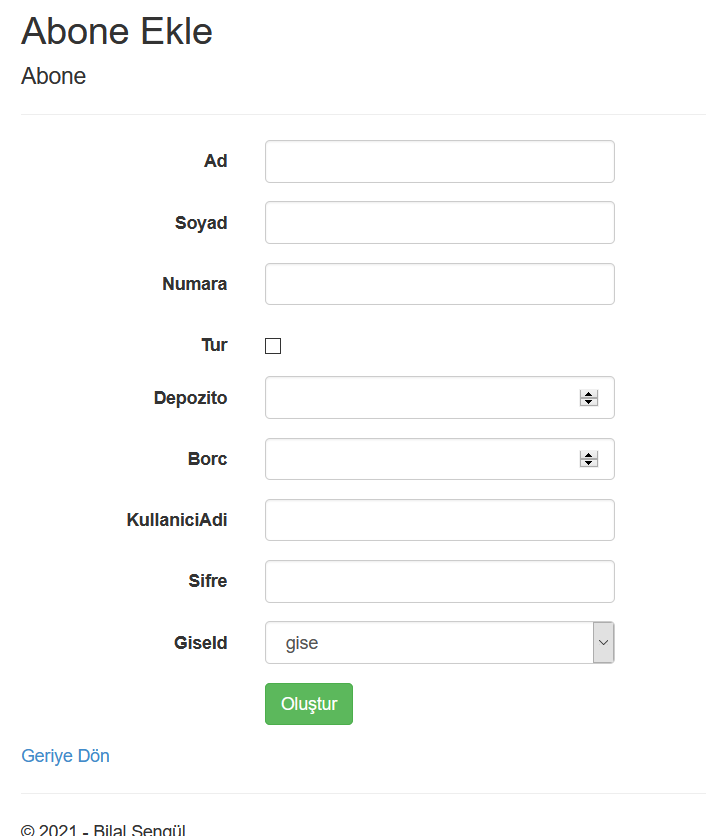 Abone Ekle
Abone
Ad
Soyad
Numara
Tur
Depozito
Borc
KullaniciAdi
Sifre
GiseId
gise
Oluştur
Geriye Dön
© 2021 - Bilal Şengül